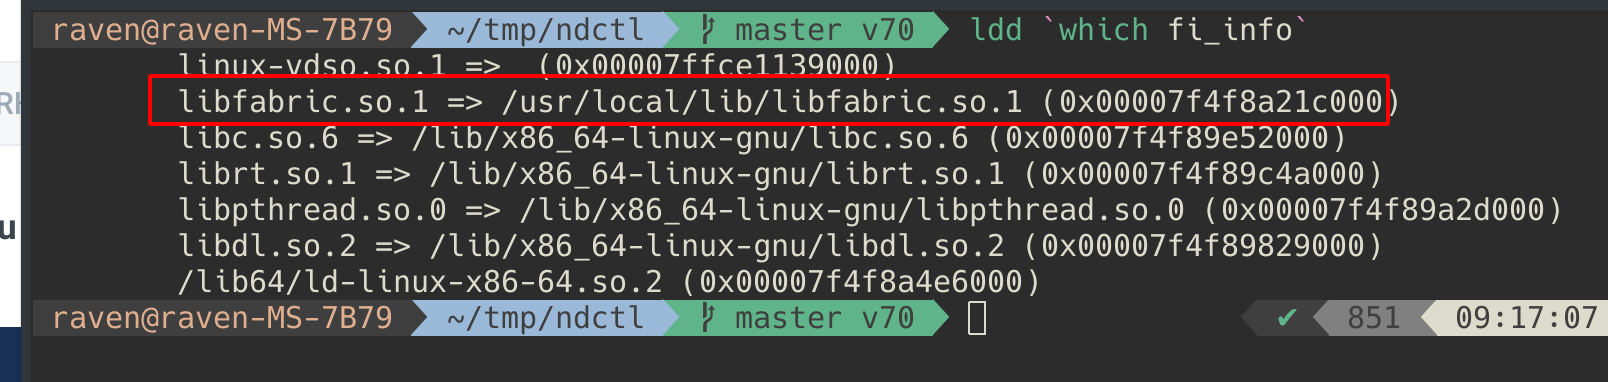 raven@raven-MS-7B79 ~/tmp/ndctl master v70 ldd `which fi_info`
linux-vdso.so.1 => (0x00007ffce1139000)
libfabric.so.1 => /usr/local/lib/libfabric.so.1 (0x00007f4f8a21c000)
libc.so.6 => /lib/x86_64-linux-gnu/libc.so.6 (0x00007f4f89e52000)
librt.so.1 => /lib/x86_64-linux-gnu/librt.so.1 (0x00007f4f89c4a000)
libpthread.so.0 => /lib/x86_64-linux-gnu/libpthread.so.0 (0x00007f4f89a2d000)
libdl.so.2 => /lib/x86_64-linux-gnu/libdl.so.2 (0x00007f4f89829000)
/lib64/ld-linux-x86-64.so.2 (0x00007f4f8a4e6000)
raven@raven-MS-7B79 ~/tmp/ndctl master v70 ✔ 851 09:17:07